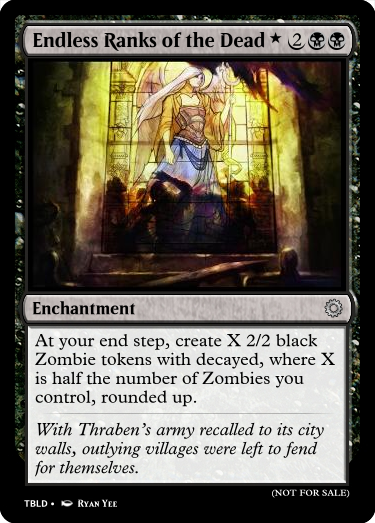 Endless Ranks of the Dead ★ 2
Enchantment
At your end step, create X 2/2 black
Zombie tokens with decayed, where X
is half the number of Zombies you
control, rounded up.
With Thraben's army recalled to its city
walls, outlying villages were left to fend
for themselves.
(NOT FOR SALE)
TBLD • Ryan Yee